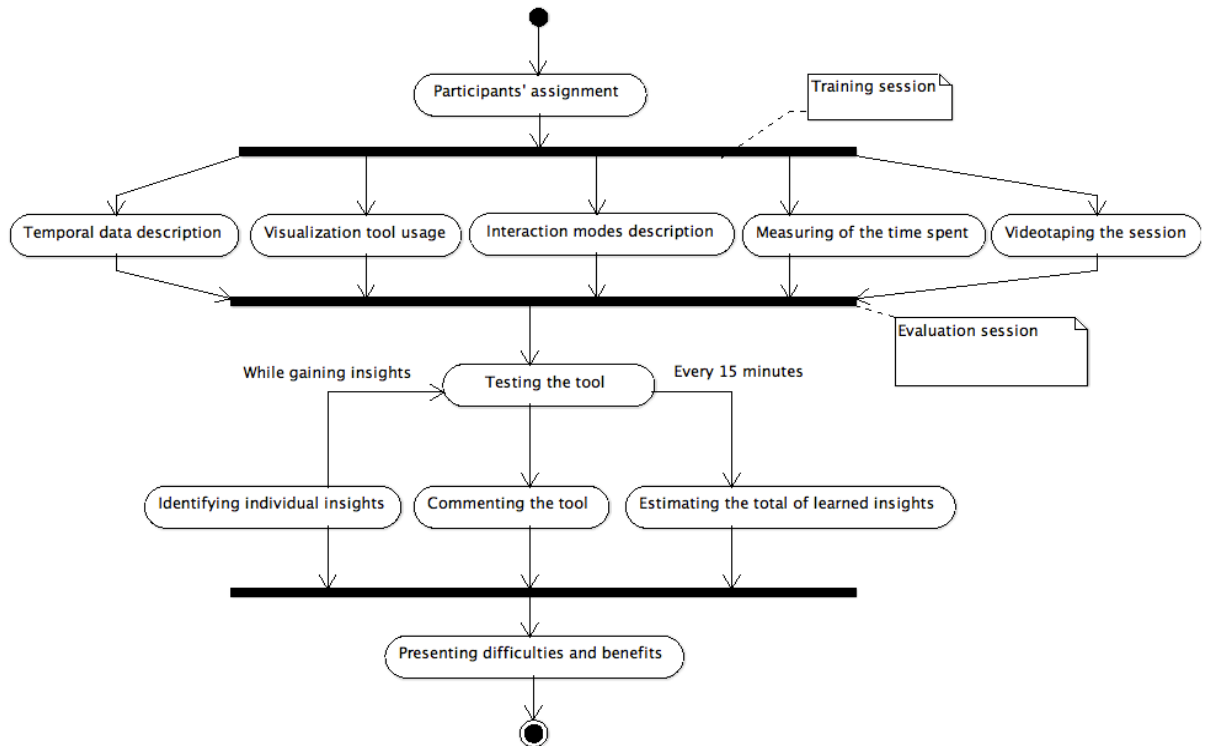 Participants' assignment
Training session
Temporal data description
Visualization tool usage
Interaction modes description
Measuring of the time spent
Videotaping the session
Evaluation session
While gaining insights
Testing the tool
Every 15 minutes
Identifying individual insights
Commenting the tool
Estimating the total of learned insights
Presenting difficulties and benefits